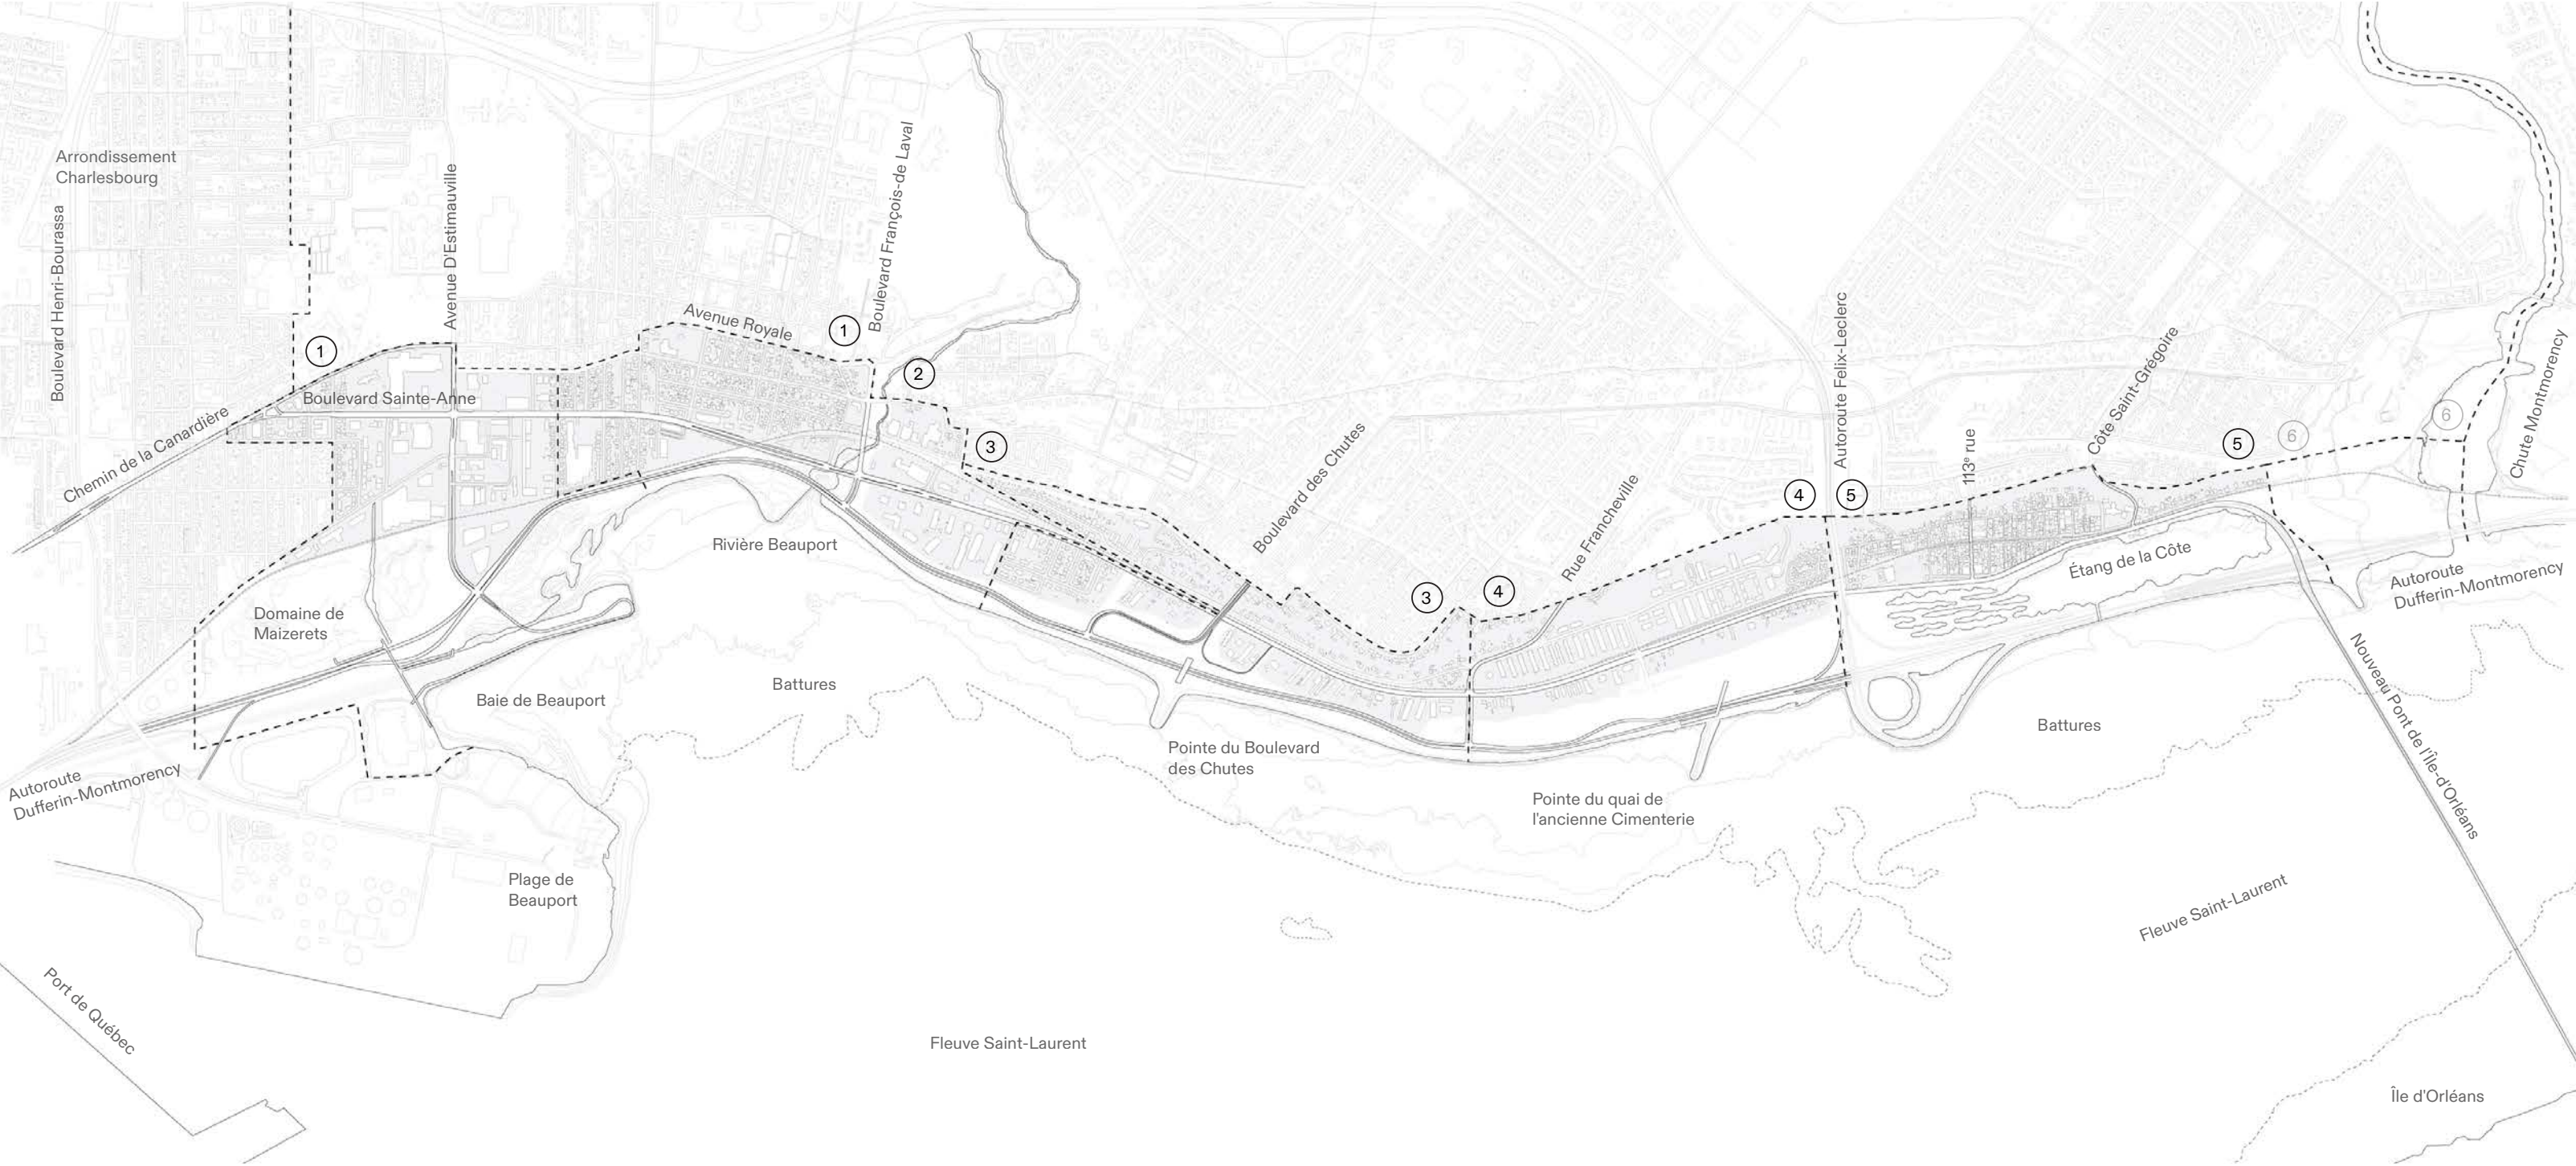 Arrondissement
Charlesbourg
Boulevard Henri-Bourassa
Avenue D'Estimauville
Avenue Royale
Boulevard François-de Laval
1
1
2
3
Boulevard Sainte-Anne
Chemin de la Canardière
Boulevard des Chutes
Rue Francheville
3
4
4
5
Autoroute Felix-Leclerc
113e rue
Côte Saint-Grégoire
5
6
6
Chute Montmorency
Étang de la Côte
Autoroute
Dufferin-Montmorency
Nouveau Pont de l'Île-d'Orléans
Rivière Beauport
Domaine de
Maizerets
Baie de Beauport
Battures
Pointe du Boulevard
des Chutes
Battures
Autoroute
Dufferin-Montmorency
Pointe du quai de
l'ancienne Cimenterie
Plage de
Beauport
Fleuve Saint-Laurent
Port de Québec
Fleuve Saint-Laurent
Île d'Orléans